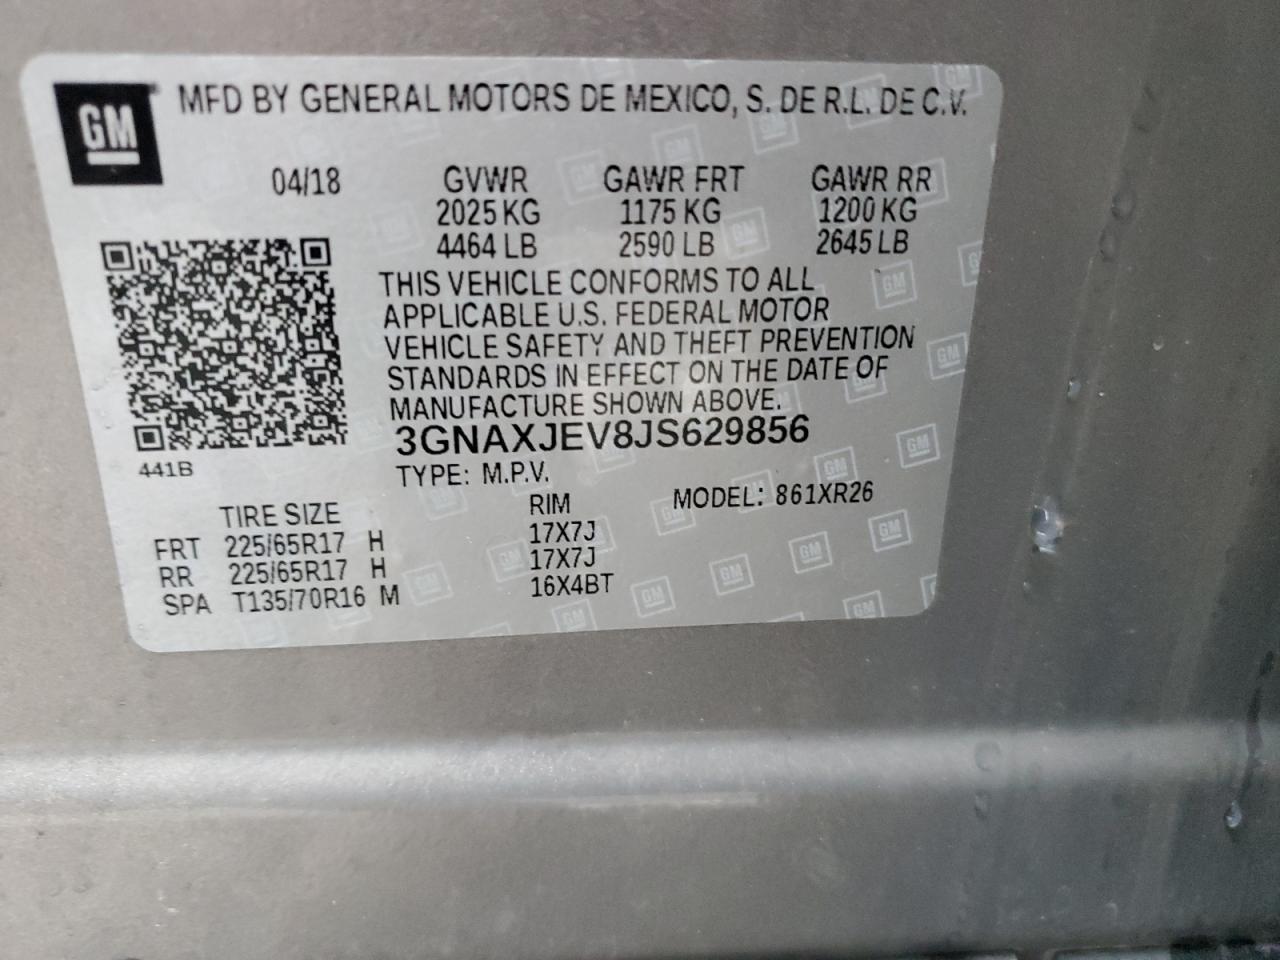 GM
MFD BY GENERAL MOTORS DE MEXICO, S. DE R.L. DE C.V.
04/18 GVWR GAWR FRT GAWR RR
2025 KG 1175 KG 1200 KG
4464 LB 2590 LB 2645 LB
THIS VEHICLE CONFORMS TO ALL
APPLICABLE U.S. FEDERAL MOTOR
VEHICLE SAFETY AND THEFT PREVENTION
STANDARDS IN EFFECT ON THE DATE OF
MANUFACTURE SHOWN ABOVE.
3GNAXJEV8JS629856
441B
TYPE: M.P.V.
MODEL: 861XR26
TIRE SIZE RIM
FRT 225/65R17 H 17X7J
RR 225/65R17 H 17X7J
SPA T135/70R16 M 16X4BT